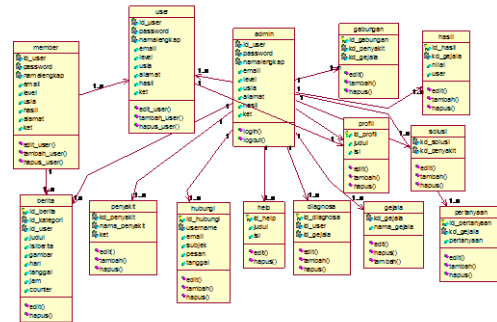 member
id_user
password
namalengkap
email
level
usia
hasil
alamat
ket
edit_user()
tambah_user()
hapus_user()
user
id_user
password
namalengkap
email
level
usia
alamat
hasil
ket
edit_user()
tambah_user()
hapus_user()
admin
id_user
password
namalengkap
email
level
usia
alamat
hasil
ket
login()
logout()
gabungan
id_gabungan
kd_penyakit
kd_gejala
edit()
tambah()
hapus()
hasil
id_hasil
kd_gejala
nilai
user
edit()
tambah()
hapus()
profil
id_profil
judul
isi
edit()
tambah()
hapus()
solusi
kd_solusi
kd_penyakit
edit()
tambah()
hapus()
berita
id_berita
id_kategori
id_user
judul
isiberita
gambar
hari
tanggal
jam
counter
edit()
tambah()
hapus()
penyakit
kd_penyakit
nama_penyakit
ket
edit()
tambah()
hapus()
hubungi
id_hubungi
username
email
subjek
pesan
tanggal
edit()
tambah()
hapus()
help
id_help
judul
isi
edit()
tambah()
hapus()
diagnosa
id_diagnosa
id_user
id_gejala
edit()
tambah()
hapus()
gejala
kd_gejala
nama_gejala
edit()
hapus()
tambah()
pertanyaan
id_pertanyaan
kd_gejala
pertanyaan
edit()
tambah()
hapus()